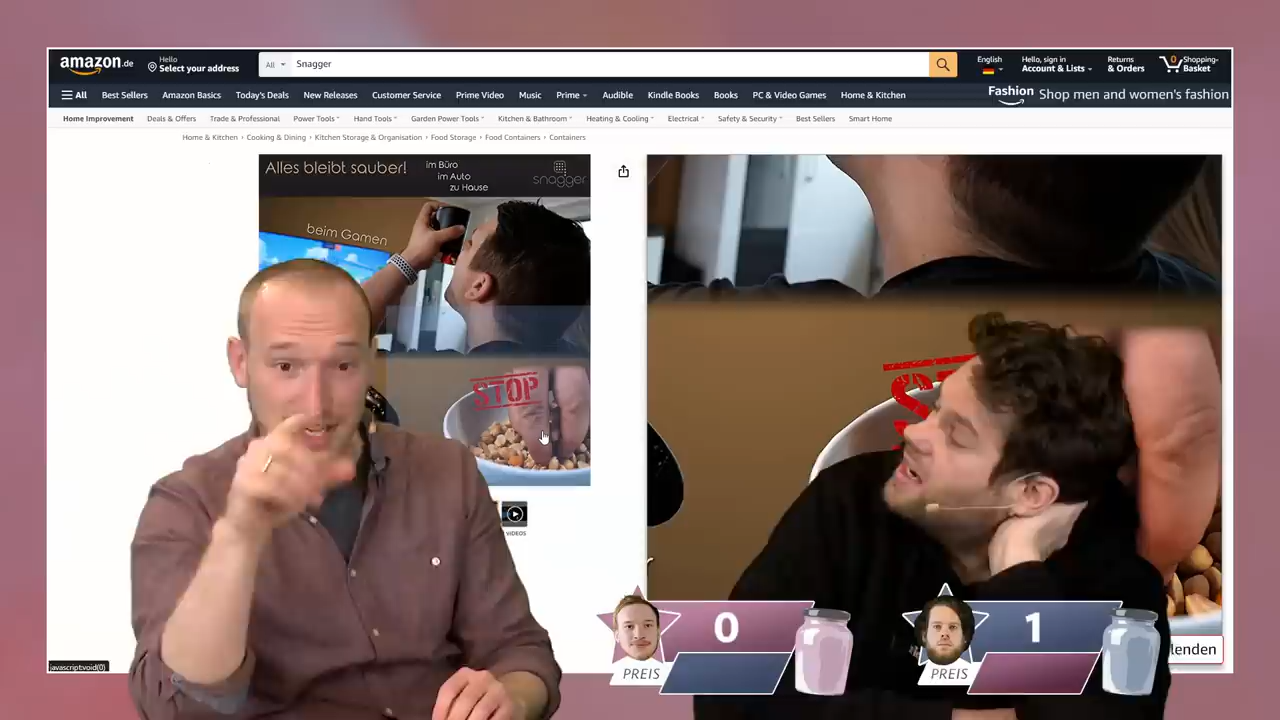 amazon.de
Hello
Select your address
All
Snagger
English
Hello, sign in
Account & Lists
Returns
& Orders
0
Shopping-
Basket
All
Best Sellers
Amazon Basics
Today's Deals
New Releases
Customer Service
Prime Video
Music
Prime
Audible
Kindle Books
Books
PC & Video Games
Home & Kitchen
Fashion
Shop men and women's fashion
Home Improvement
Deals & Offers
Trade & Professional
Power Tools
Hand Tools
Garden Power Tools
Kitchen & Bathroom
Heating & Cooling
Electrical
Safety & Security
Best Sellers
Smart Home
Home & Kitchen › Cooking & Dining › Kitchen Storage & Organisation › Food Storage › Food Containers › Containers
Alles bleibt sauber!
im Büro
im Auto
zu Hause
snagger
beim Gamen
STOP
VIDEOS
0
PREIS
1
PREIS
lenden
javascript:void(0)